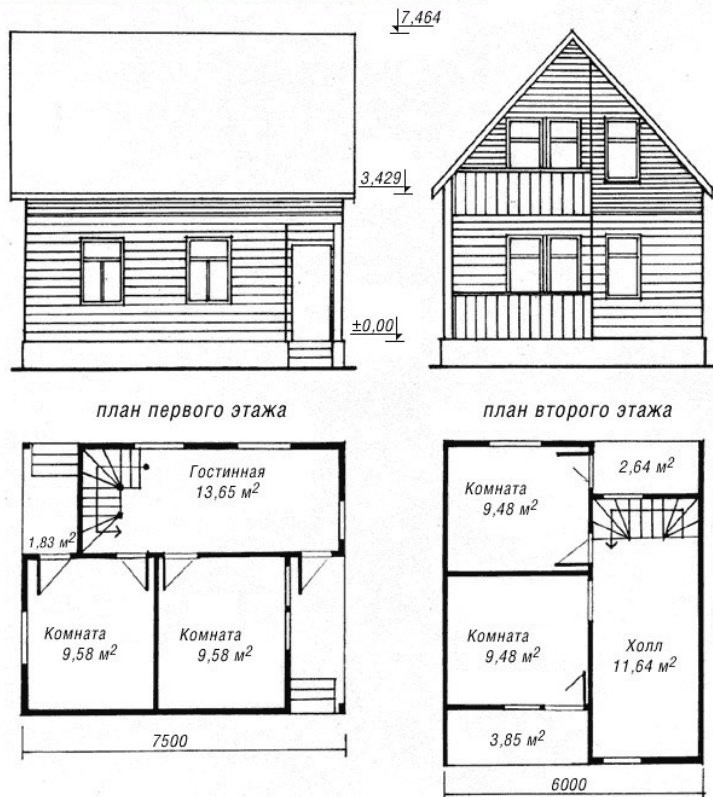 7,464
3,429
±0,00
план первого этажа
план второго этажа
Гостинная
13,65 м²
1,83 м²
Комната
9,58 м²
Комната
9,58 м²
7500
2,64 м²
Комната
9,48 м²
Комната
9,48 м²
Холл
11,64 м²
3,85 м²
6000